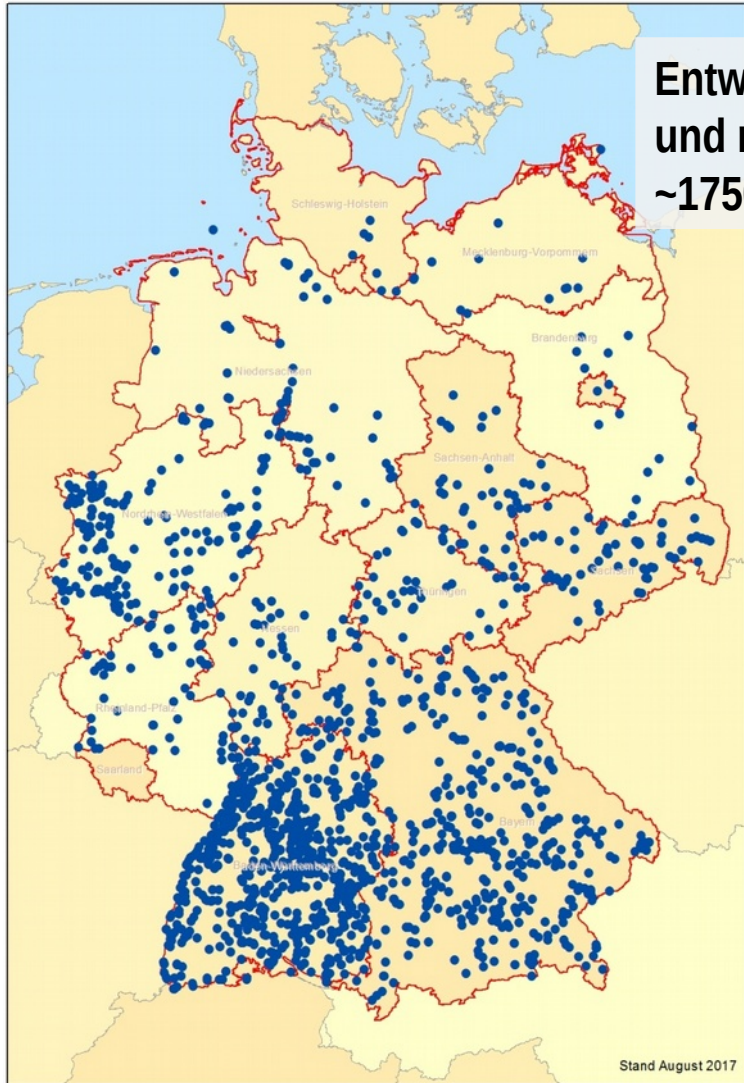 Entw
und r
~1750
Schleswig-Holstein
Mecklenburg-Vorpommern
Brandenburg
Niedersachsen
Sachsen-Anhalt
Nordrhein-Westfalen
Sachsen
Thüringen
Hessen
Rheinland-Pfalz
Saarland
Bayern
Baden-Württemberg
Stand August 2017